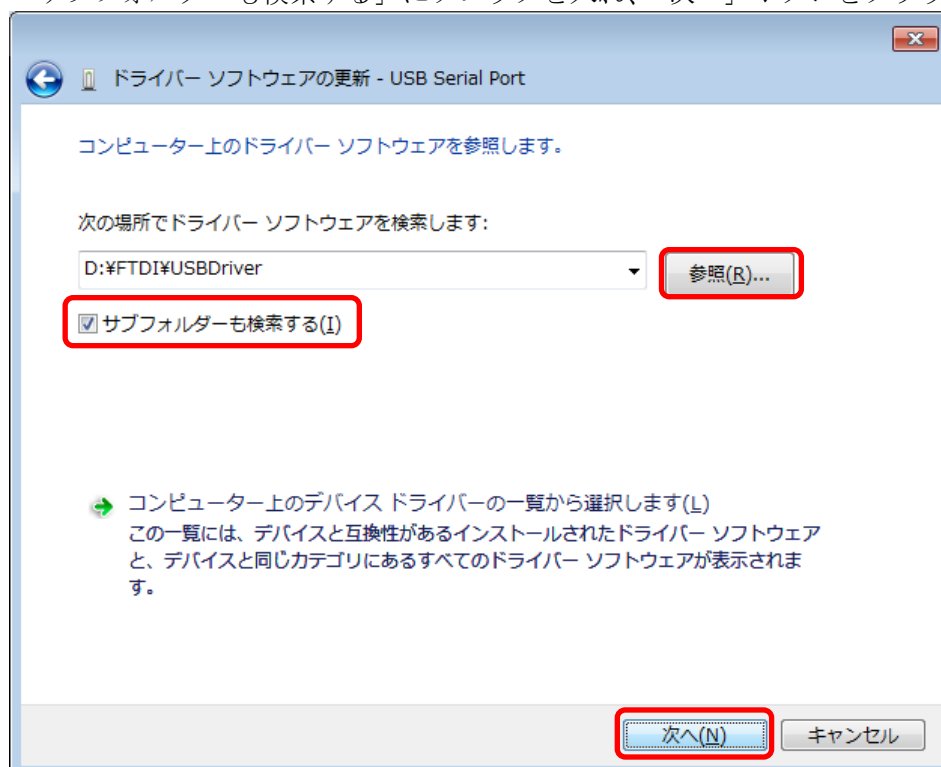 ドライバー ソフトウェアの更新 - USB Serial Port
コンピューター上のドライバー ソフトウェアを参照します。
次の場所でドライバー ソフトウェアを検索します:
D:¥FTDI¥USBDriver
参照(R)...
サブフォルダーも検索する(I)
コンピューター上のデバイス ドライバーの一覧から選択します(L)
この一覧には、デバイスと互換性があるインストールされたドライバー ソフトウェア
と、デバイスと同じカテゴリにあるすべてのドライバー ソフトウェアが表示されま
す。
次へ(N)
キャンセル